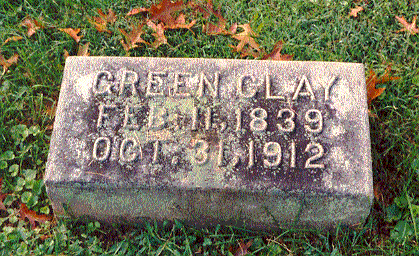 GREEN CLAY
FEB. 11, 1839
OCT. 31, 1912